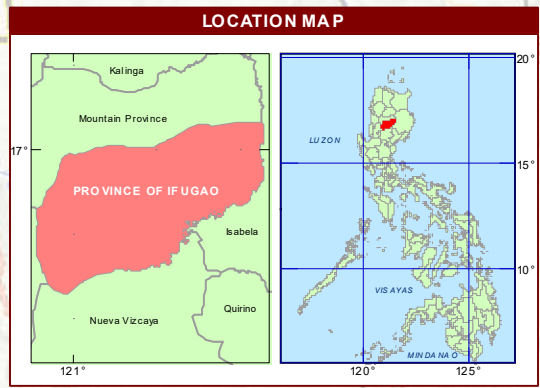 LOCATION MAP
Kalinga
Mountain Province
17°
PROVINCE OF IFUGAO
Isabela
Nueva Vizcaya
Quirino
121°
20°
LUZON
15°
10°
VISAYAS
MINDANAO
120°
125°